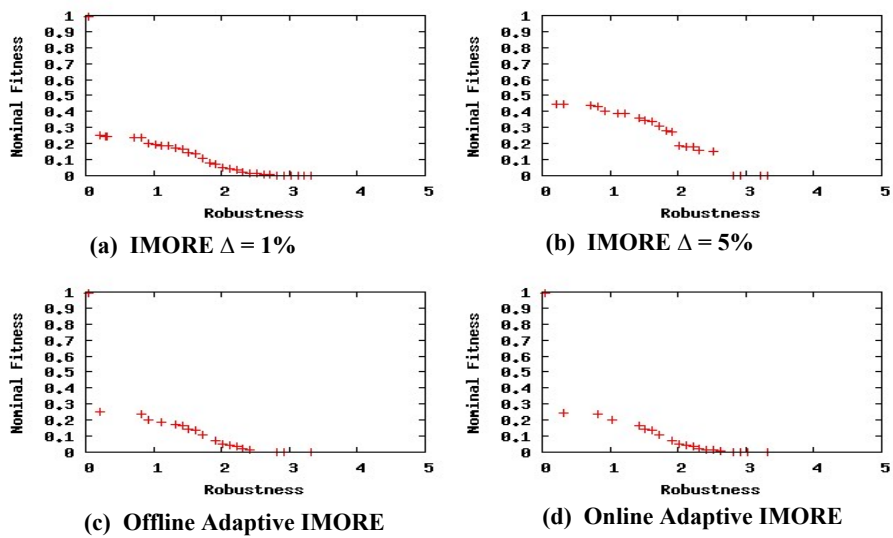 1
0.9
0.8
0.7
0.6
0.5
0.4
0.3
0.2
0.1
0
Nominal Fitness
0 1 2 3 4 5
Robustness
(a) IMORE Δ = 1%
1
0.9
0.8
0.7
0.6
0.5
0.4
0.3
0.2
0.1
0
Nominal Fitness
0 1 2 3 4 5
Robustness
(b) IMORE Δ = 5%
1
0.9
0.8
0.7
0.6
0.5
0.4
0.3
0.2
0.1
0
Nominal Fitness
0 1 2 3 4 5
Robustness
(c) Offline Adaptive IMORE
1
0.9
0.8
0.7
0.6
0.5
0.4
0.3
0.2
0.1
0
Nominal Fitness
0 1 2 3 4 5
Robustness
(d) Online Adaptive IMORE